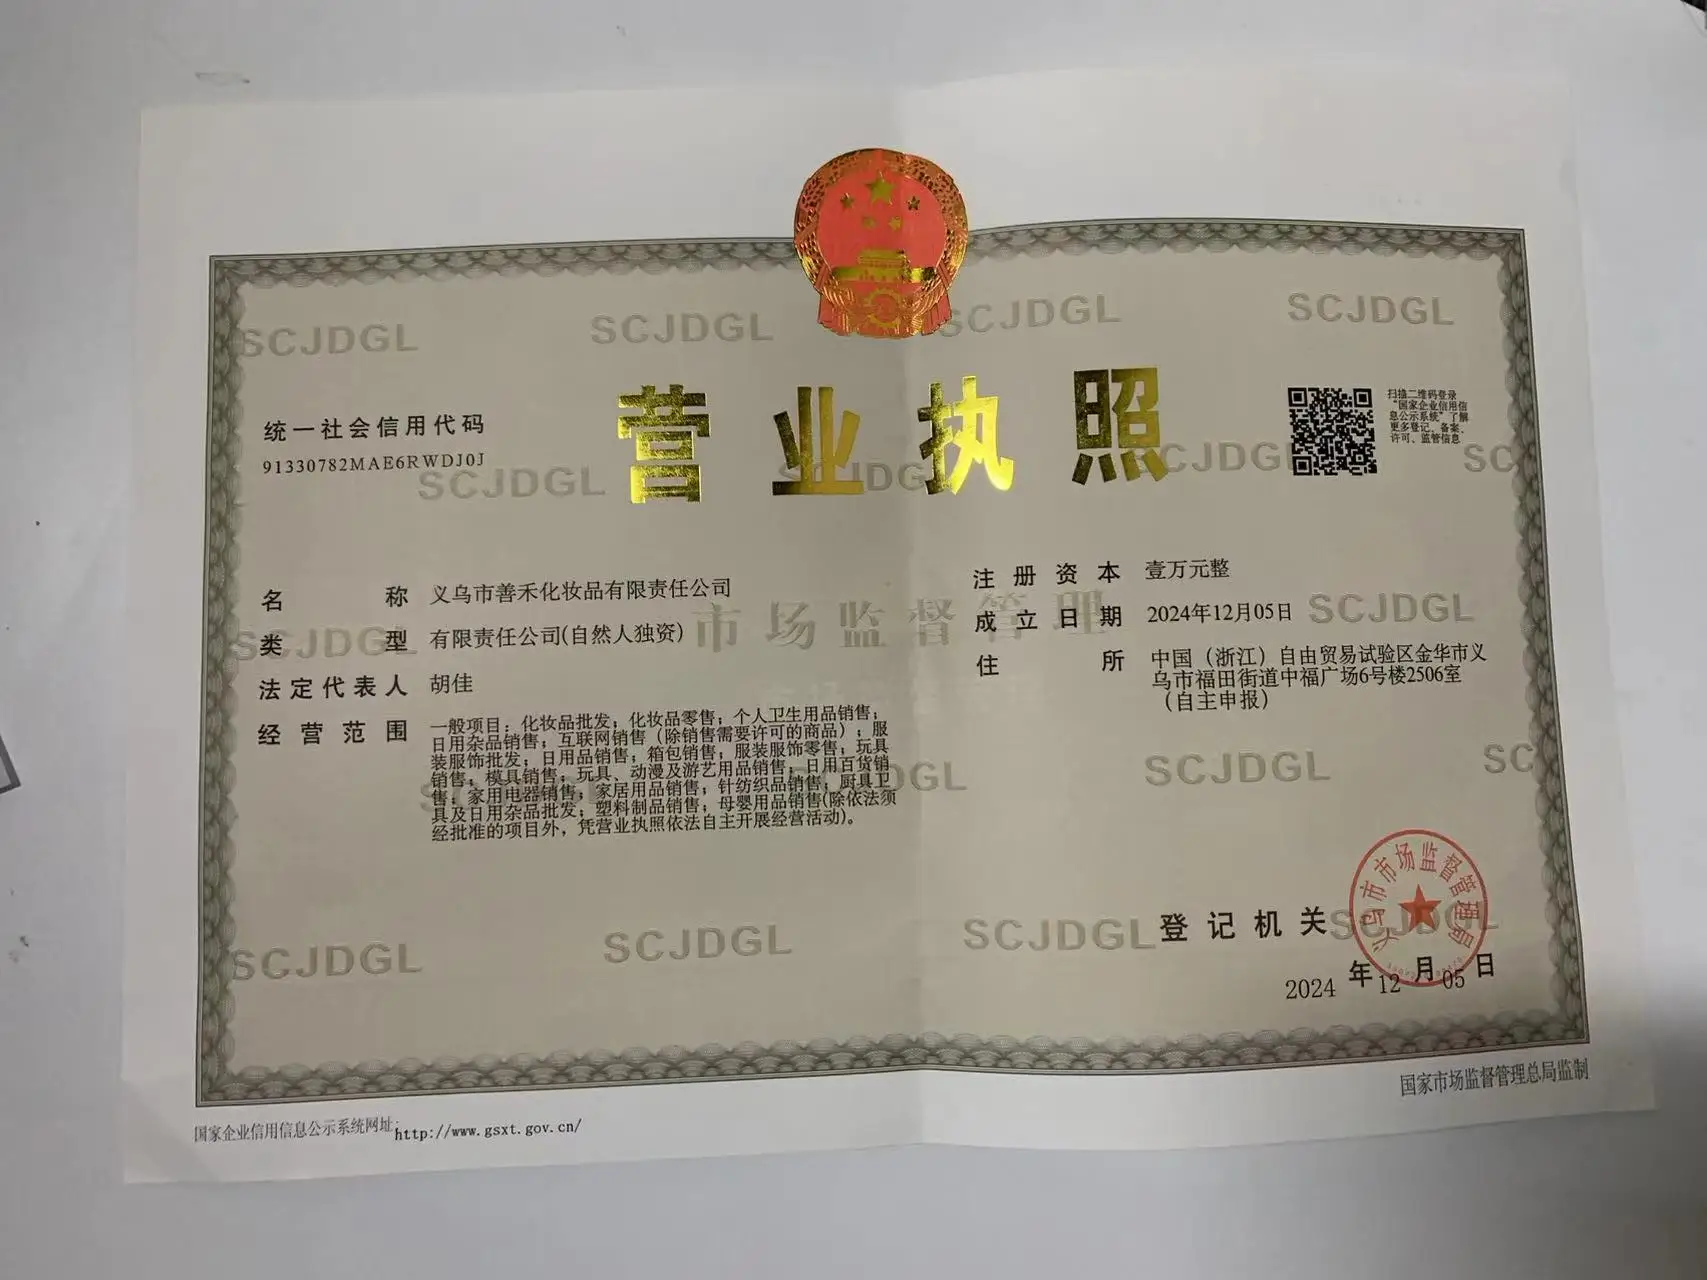 营业执照
统一社会信用代码
91330782MAE6RWDJ0J
扫描二维码登录
“国家企业信用信
息公示系统”了解
更多登记、备案、
许可、监管信息
名称 义乌市善禾化妆品有限责任公司
类型 有限责任公司(自然人独资)
法定代表人 胡佳
经营范围 一般项目：化妆品批发；化妆品零售；个人卫生用品销售；
日用杂品销售；互联网销售（除销售需要许可的商品）；服
装服饰批发；日用品销售；箱包销售；服装服饰零售；玩具
销售；模具销售；玩具、动漫及游艺用品销售；日用百货销
售；家用电器销售；家居用品销售；针纺织品销售；厨具卫
具及日用杂品批发；塑料制品销售；母婴用品销售(除依法须
经批准的项目外，凭营业执照依法自主开展经营活动)。
注册资本 壹万元整
成立日期 2024年12月05日
住所 中国（浙江）自由贸易试验区金华市义
乌市福田街道中福广场6号楼2506室
（自主申报）
登记机关
义乌市市场监督管理局
2024年12月05日
国家企业信用信息公示系统网址: http://www.gsxt.gov.cn/
国家市场监督管理总局监制
SCJDGL
市场监督管理